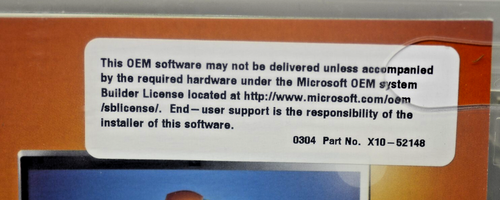 This OEM software may not be delivered unless accompanied
by the required hardware under the Microsoft OEM system
Builder License located at http://www.microsoft.com/oem
/sblicense/. End-user support is the responsibility of the
installer of this software.
0304 Part No. X10-52148